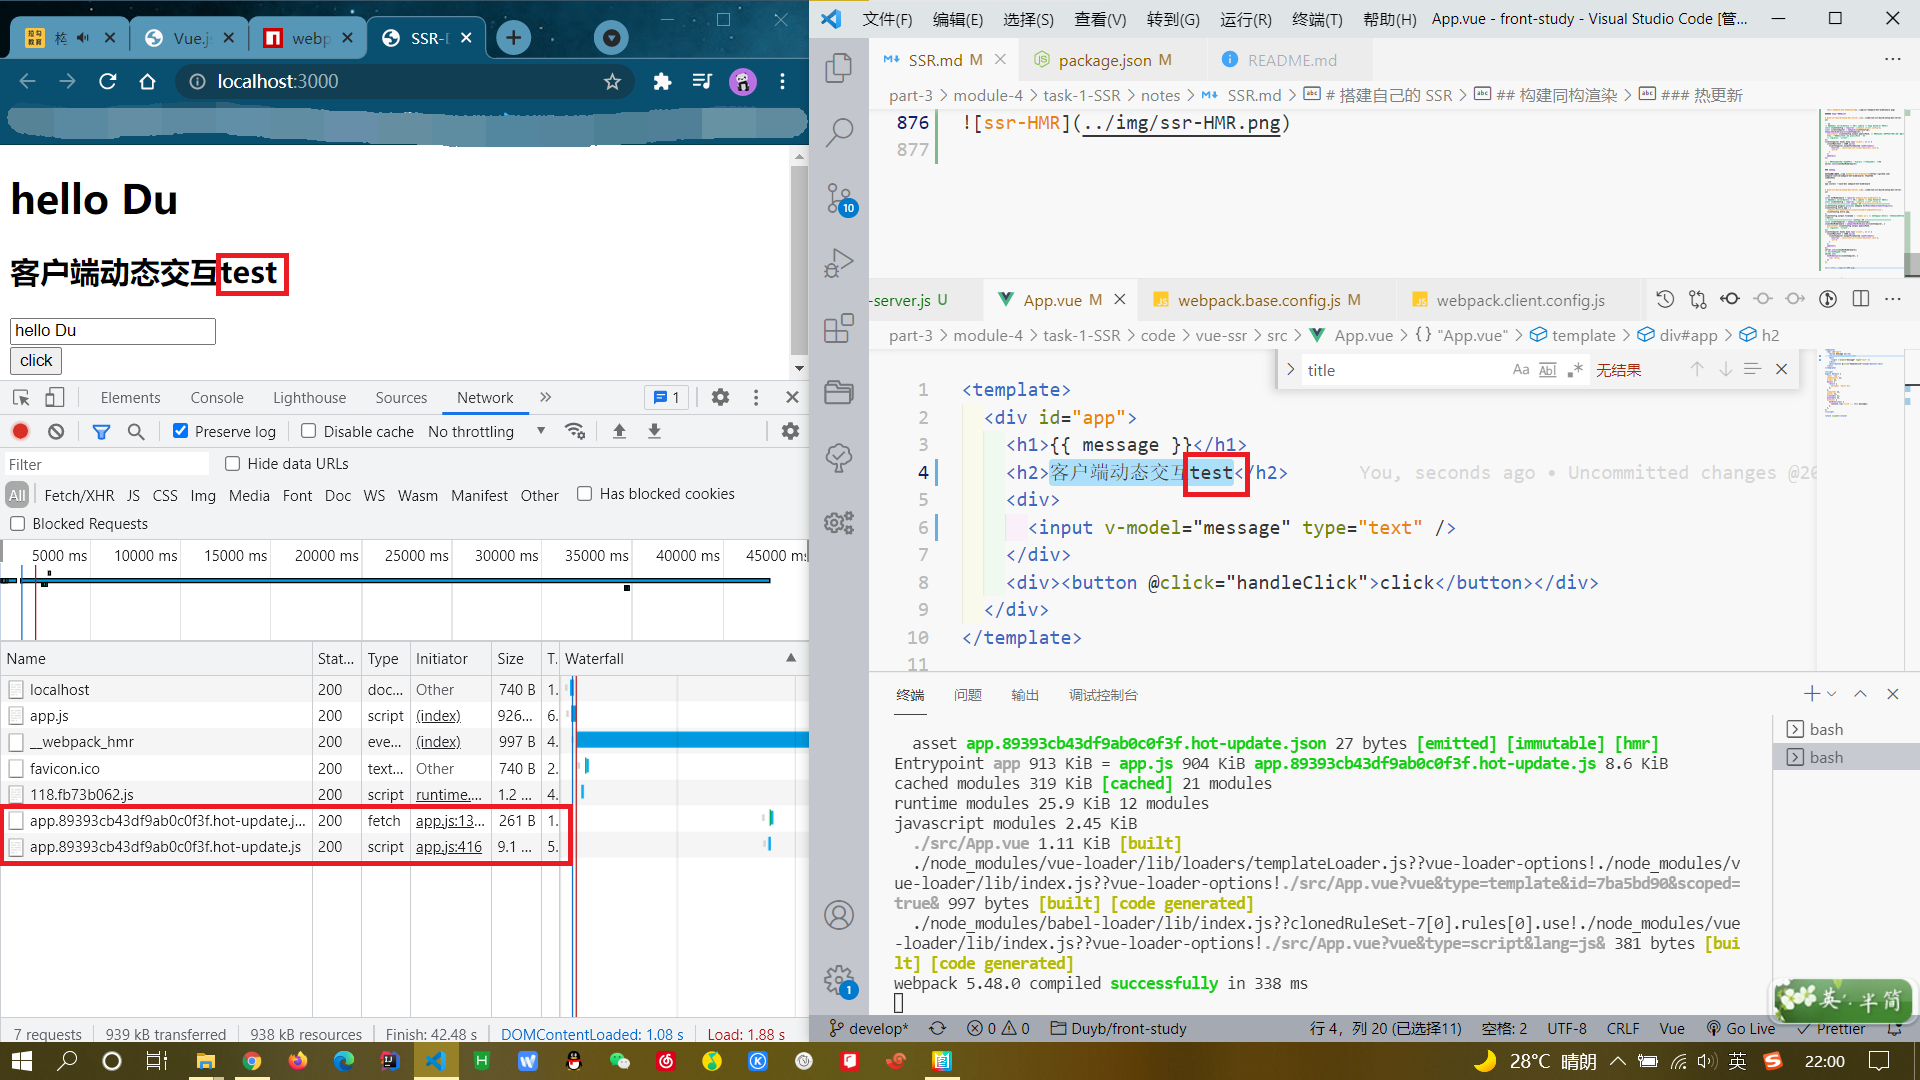 构
Vue.js
webp
SSR-
localhost:3000
hello Du
客户端动态交互test
hello Du
click
Elements
Console
Lighthouse
Sources
Network
1
Preserve log
Disable cache
No throttling
Filter
Hide data URLs
All
Fetch/XHR
JS
CSS
Img
Media
Font
Doc
WS
Wasm
Manifest
Other
Has blocked cookies
Blocked Requests
5000 ms
10000 ms
15000 ms
20000 ms
25000 ms
30000 ms
35000 ms
40000 ms
45000 ms
Name Stat... Type Initiator Size T. Waterfall
localhost 200 doc... Other 740 B 1.
app.js 200 script (index) 926... 6.
__webpack_hmr 200 eve... (index) 997 B 4.
favicon.ico 200 text... Other 740 B 2.
118.fb73b062.js 200 script runtime.... 1.2 ... 4.
app.89393cb43df9ab0c0f3f.hot-update.j... 200 fetch app.js:13... 261 B 1.
app.89393cb43df9ab0c0f3f.hot-update.js 200 script app.js:416 9.1 ... 5.
7 requests
939 kB transferred
938 kB resources
Finish: 42.48 s
DOMContentLoaded: 1.08 s
Load: 1.88 s
文件(F) 编辑(E) 选择(S) 查看(V) 转到(G) 运行(R) 终端(T) 帮助(H) App.vue - front-study - Visual Studio Code [管...
SSR.md M
package.json M
README.md
part-3 > module-4 > task-1-SSR > notes > SSR.md > # 搭建自己的 SSR > ## 构建同构渲染 > ### 热更新
876 ![ssr-HMR](../img/ssr-HMR.png)
877
-server.js U
App.vue M
webpack.base.config.js M
webpack.client.config.js
part-3 > module-4 > task-1-SSR > code > vue-ssr > src > App.vue > {} "App.vue" > template > div#app > h2
title
Aa
Abl
无结果
1 <template>
2 <div id="app">
3 <h1>{{ message }}</h1>
4 <h2>客户端动态交互test</h2> You, seconds ago • Uncommitted changes @20
5 <div>
6 <input v-model="message" type="text" />
7 </div>
8 <div><button @click="handleClick">click</button></div>
9 </div>
10 </template>
11
终端 问题 输出 调试控制台
asset app.89393cb43df9ab0c0f3f.hot-update.json 27 bytes [emitted] [immutable] [hmr]
Entrypoint app 913 KiB = app.js 904 KiB app.89393cb43df9ab0c0f3f.hot-update.js 8.6 KiB
cached modules 319 KiB [cached] 21 modules
runtime modules 25.9 KiB 12 modules
javascript modules 2.45 KiB
./src/App.vue 1.11 KiB [built]
./node_modules/vue-loader/lib/loaders/templateLoader.js??vue-loader-options!./node_modules/v
ue-loader/lib/index.js??vue-loader-options!./src/App.vue?vue&type=template&id=7ba5bd90&scoped=
true& 997 bytes [built] [code generated]
./node_modules/babel-loader/lib/index.js??clonedRuleSet-7[0].rules[0].use!./node_modules/vue
-loader/lib/index.js??vue-loader-options!./src/App.vue?vue&type=script&lang=js& 381 bytes [bui
lt] [code generated]
webpack 5.48.0 compiled successfully in 338 ms
bash
bash
10
1
英 半 简
develop*
0
0
Duyb/front-study
行 4，列 20 (已选择11)
空格: 2
UTF-8
CRLF
Vue
Go Live
Prettier
28°C 晴朗
英
22:00